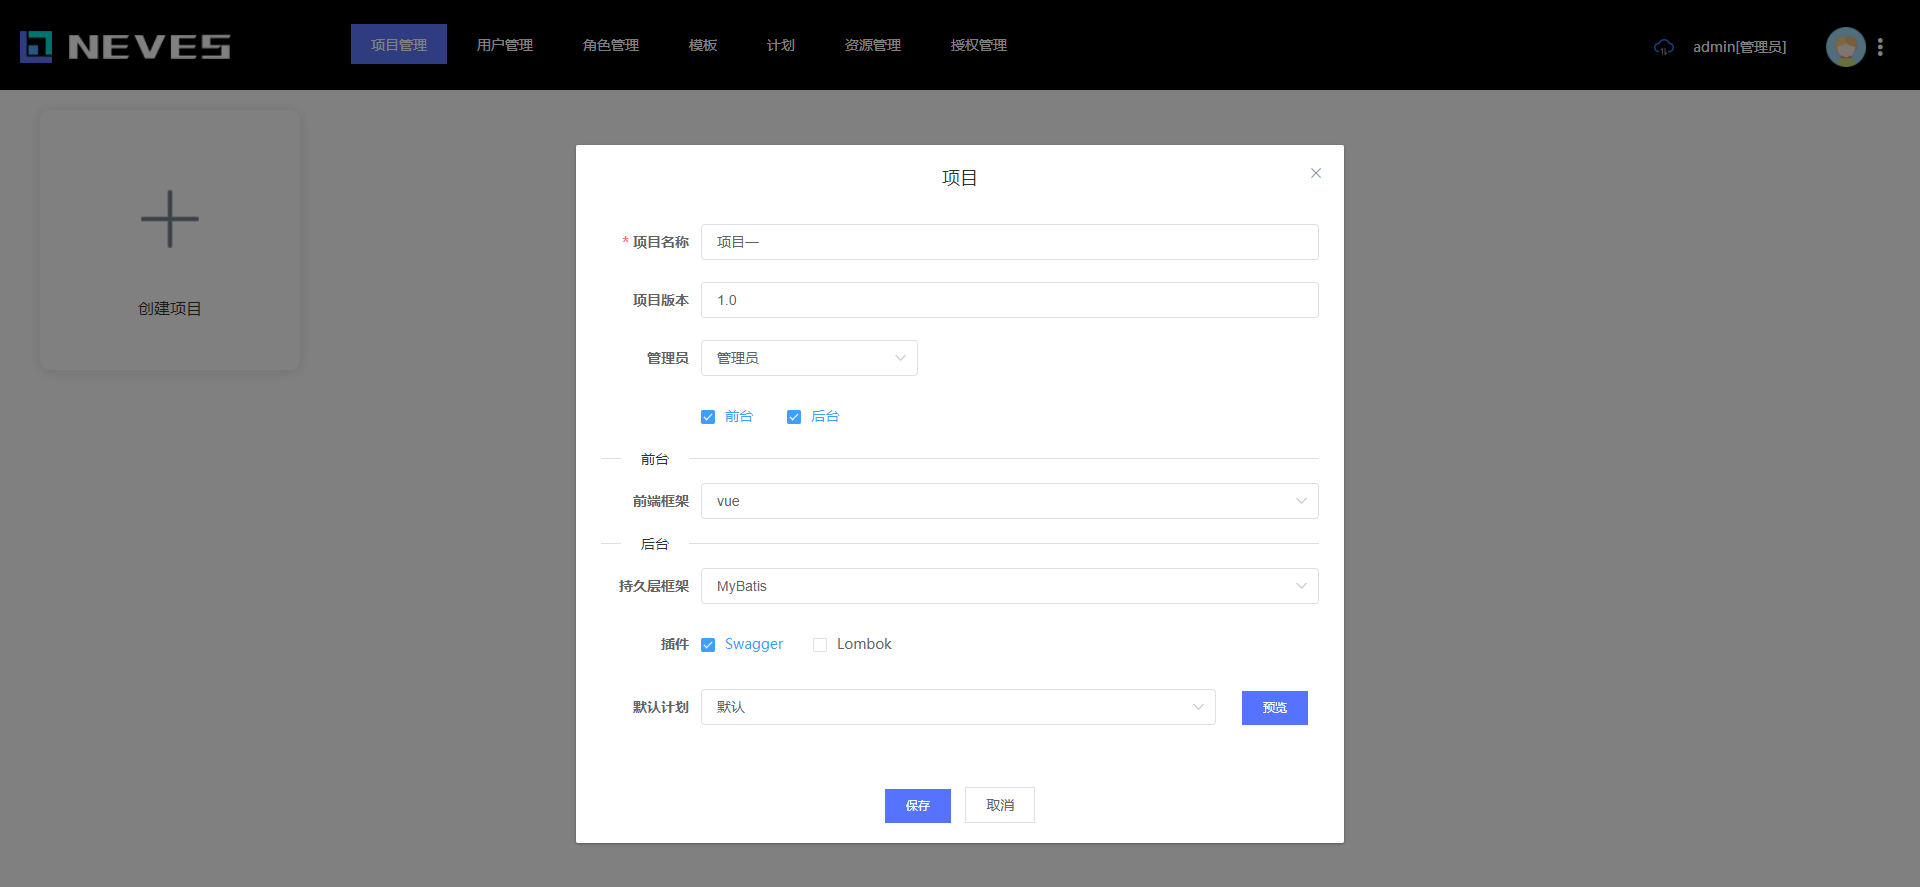 NEVES 项目管理 用户管理 角色管理 模板 计划 资源管理 授权管理 admin[管理员]
创建项目
项目
* 项目名称 项目一
项目版本 1.0
管理员 管理员
前台 后台
前台
前端框架 vue
后台
持久层框架 MyBatis
插件 Swagger Lombok
默认计划 默认 预览
保存 取消